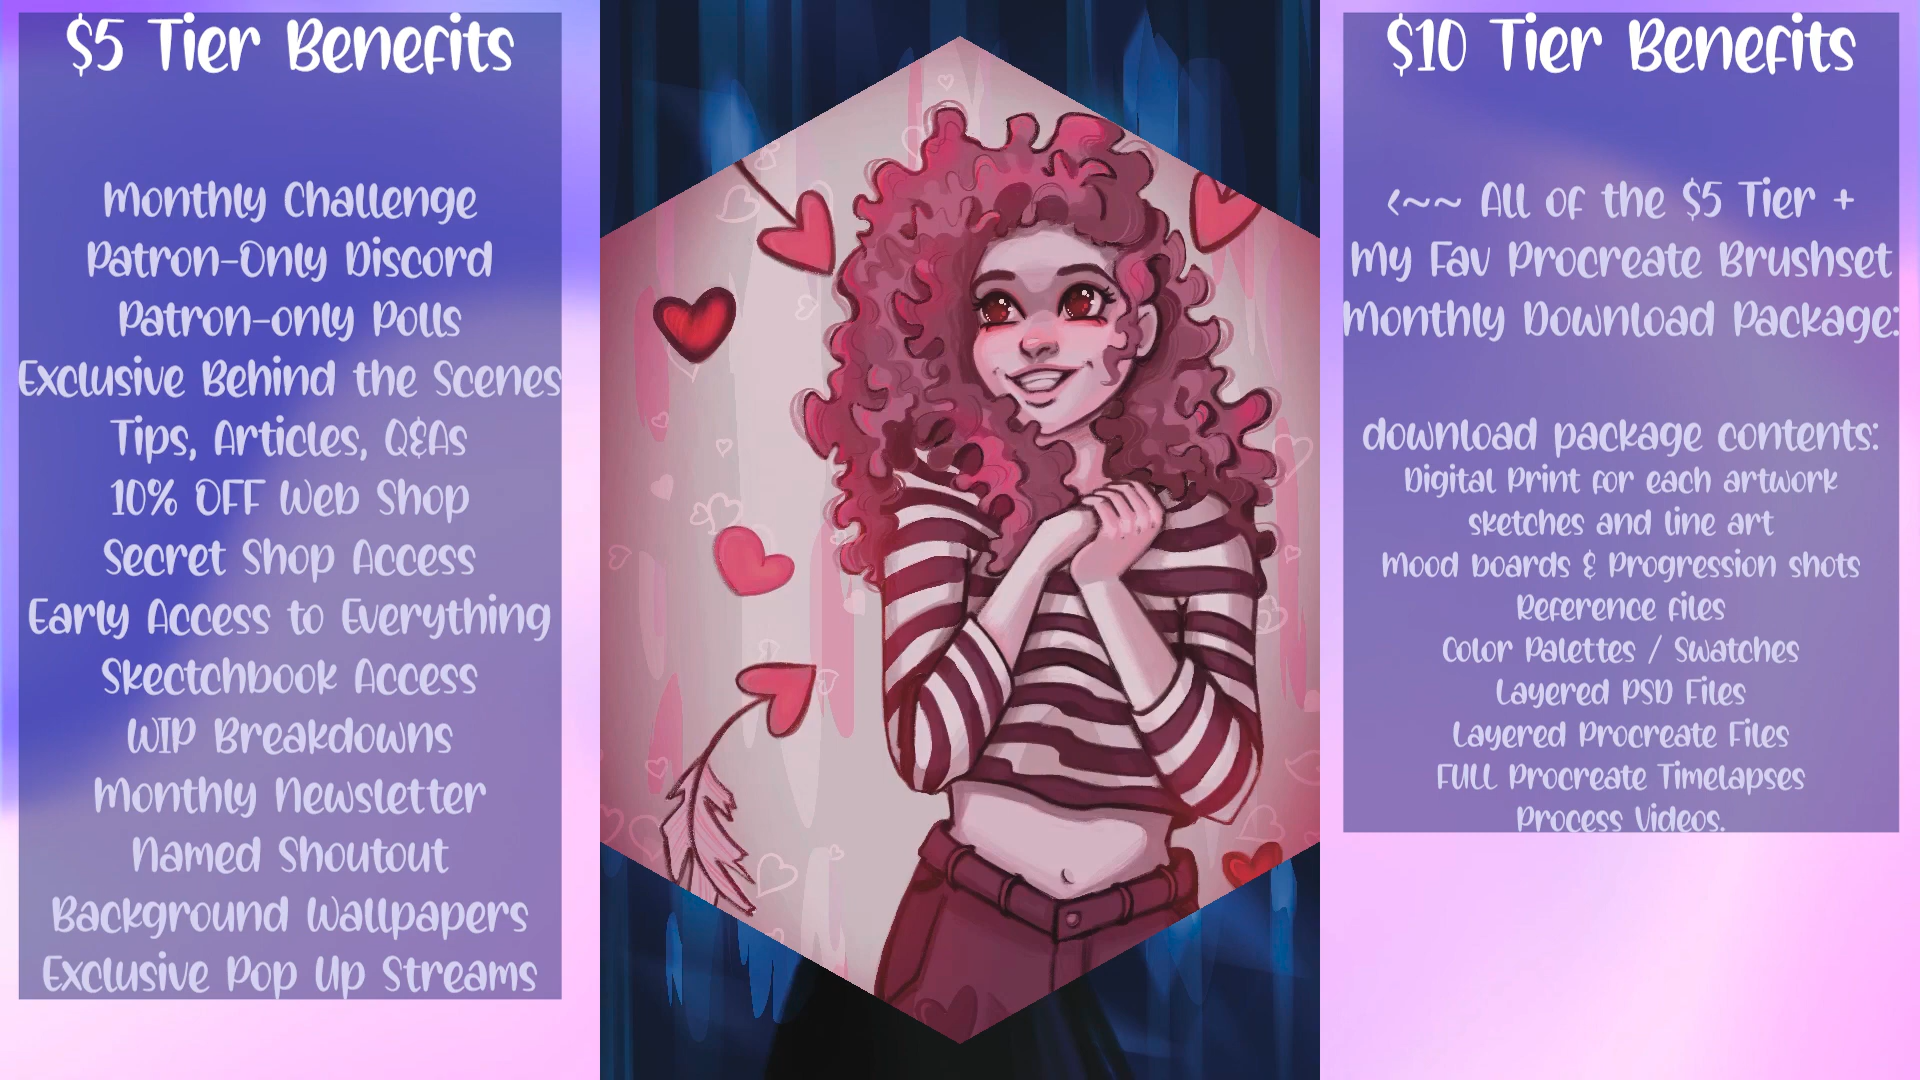 $5 Tier Benefits
Monthly Challenge
Patron-Only Discord
Patron-only Polls
Exclusive Behind the Scenes
Tips, Articles, Q&As
10% OFF Web Shop
Secret Shop Access
Early Access to Everything
Skectchbook Access
WIP Breakdowns
Monthly Newsletter
Named Shoutout
Background Wallpapers
Exclusive Pop Up Streams
$10 Tier Benefits
<~~ All of the $5 Tier +
My Fav Procreate Brushset
Monthly Download Package:
download package contents:
Digital Print for each artwork
sketches and line art
Mood boards & Progression shots
Reference files
Color Palettes / Swatches
Layered PSD Files
Layered Procreate Files
FULL Procreate Timelapses
Process Videos.